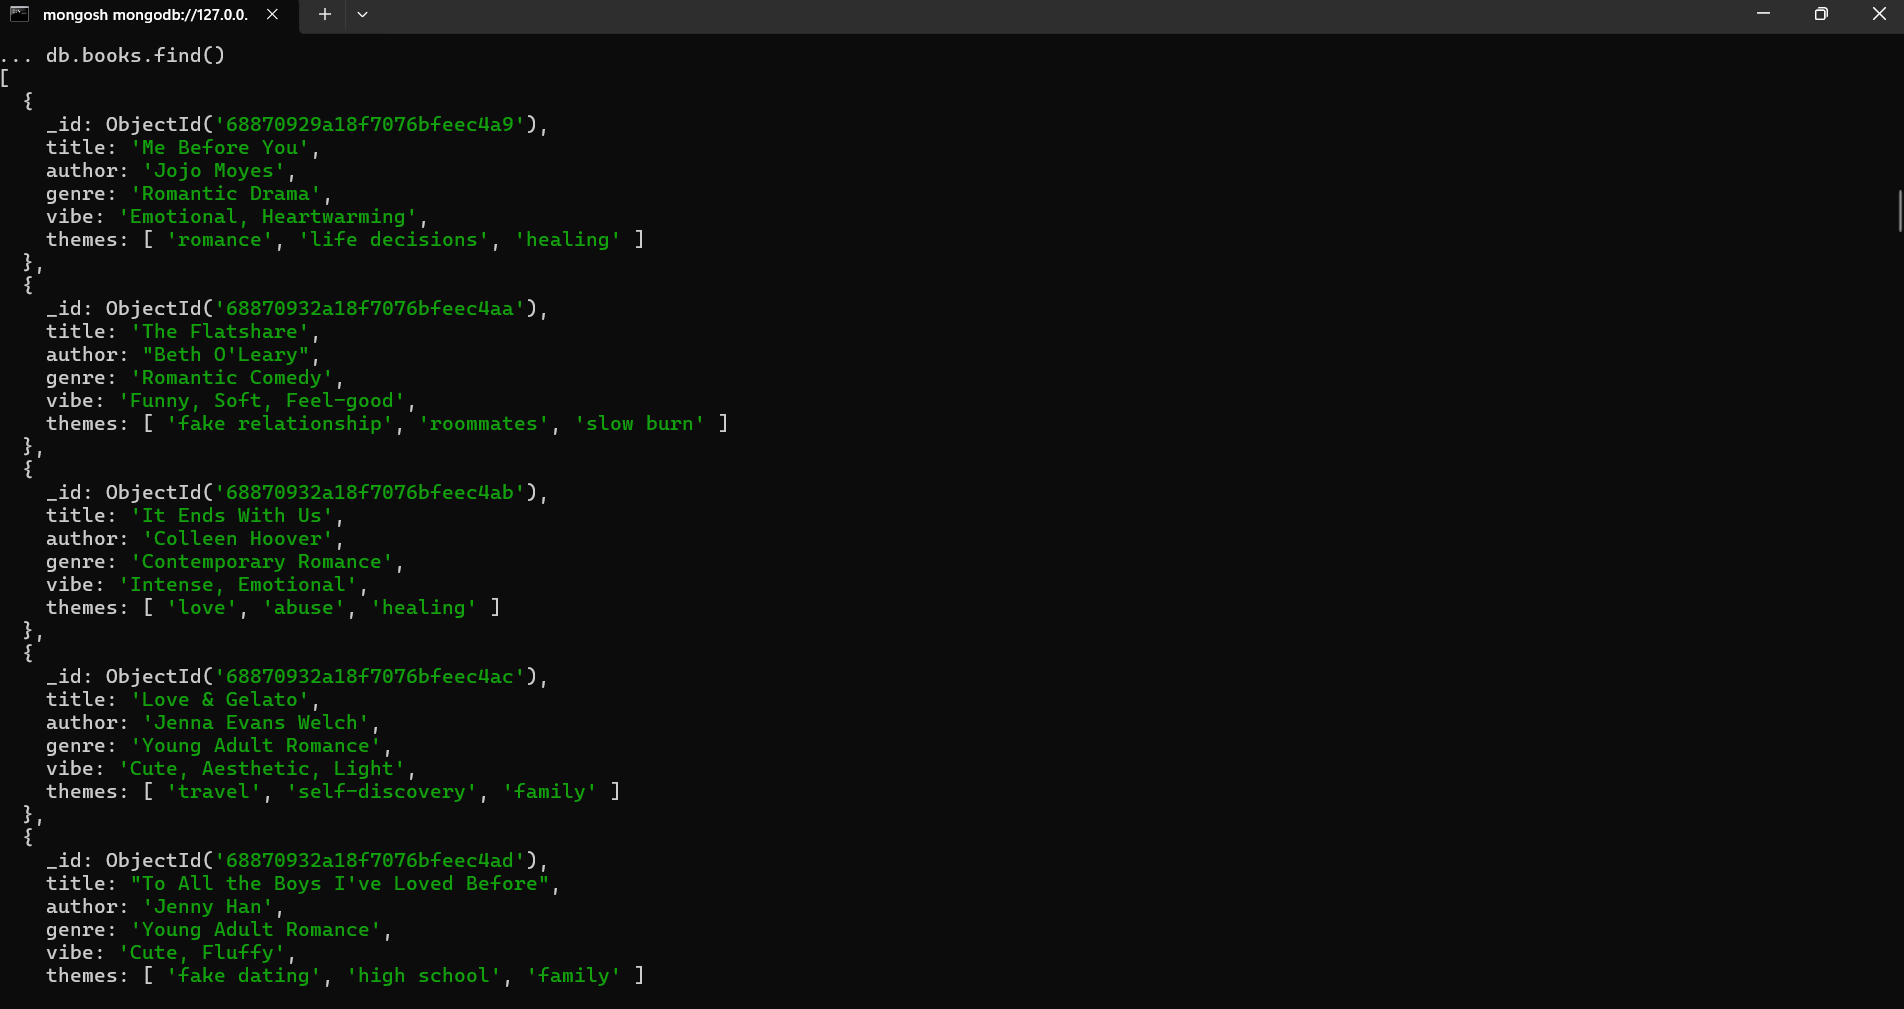 mongosh mongodb://127.0.0.
... db.books.find()
[
  {
    _id: ObjectId('68870929a18f7076bfeec4a9'),
    title: 'Me Before You',
    author: 'Jojo Moyes',
    genre: 'Romantic Drama',
    vibe: 'Emotional, Heartwarming',
    themes: [ 'romance', 'life decisions', 'healing' ]
  },
  {
    _id: ObjectId('68870932a18f7076bfeec4aa'),
    title: 'The Flatshare',
    author: "Beth O'Leary",
    genre: 'Romantic Comedy',
    vibe: 'Funny, Soft, Feel-good',
    themes: [ 'fake relationship', 'roommates', 'slow burn' ]
  },
  {
    _id: ObjectId('68870932a18f7076bfeec4ab'),
    title: 'It Ends With Us',
    author: 'Colleen Hoover',
    genre: 'Contemporary Romance',
    vibe: 'Intense, Emotional',
    themes: [ 'love', 'abuse', 'healing' ]
  },
  {
    _id: ObjectId('68870932a18f7076bfeec4ac'),
    title: 'Love & Gelato',
    author: 'Jenna Evans Welch',
    genre: 'Young Adult Romance',
    vibe: 'Cute, Aesthetic, Light',
    themes: [ 'travel', 'self-discovery', 'family' ]
  },
  {
    _id: ObjectId('68870932a18f7076bfeec4ad'),
    title: "To All the Boys I've Loved Before",
    author: 'Jenny Han',
    genre: 'Young Adult Romance',
    vibe: 'Cute, Fluffy',
    themes: [ 'fake dating', 'high school', 'family' ]